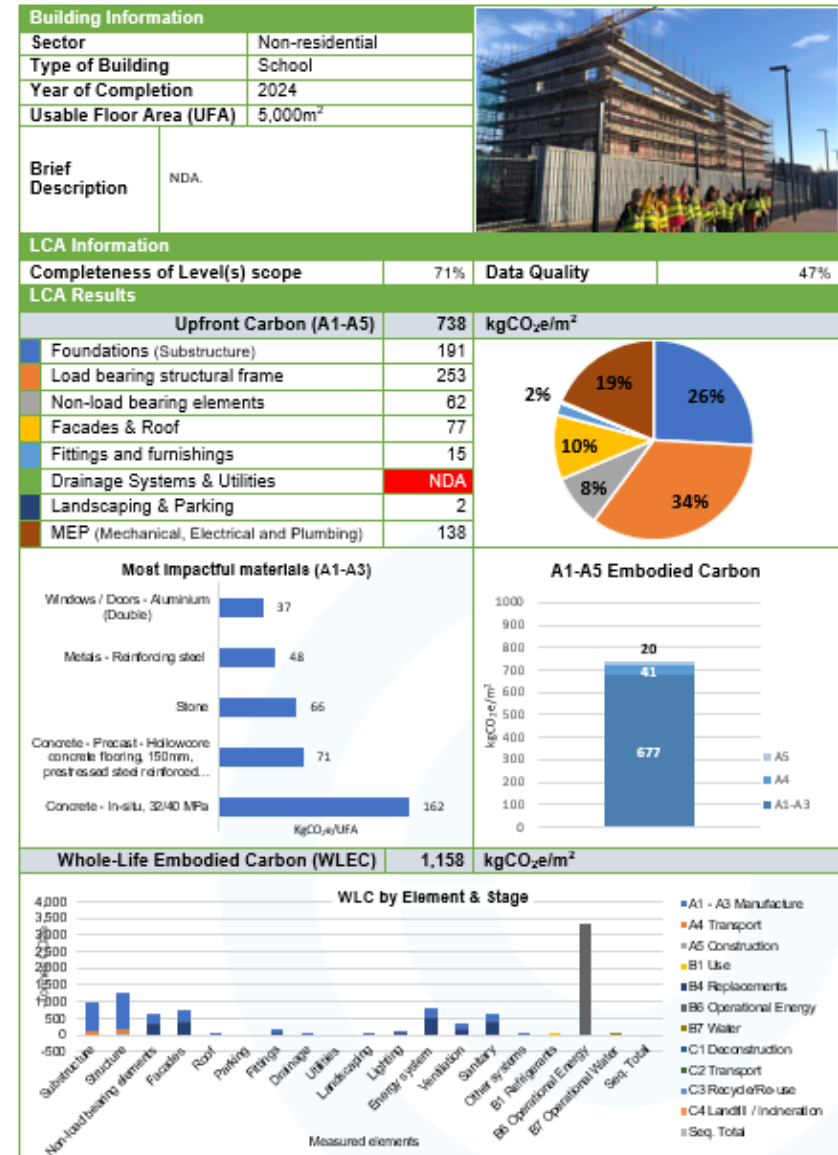 Building Information
Sector Non-residential
Type of Building School
Year of Completion 2024
Usable Floor Area (UFA) 5,000m²
Brief
Description
NDA.
LCA Information
Completeness of Level(s) scope 71% Data Quality 47%
LCA Results
Upfront Carbon (A1-A5) 738 kgCO₂e/m²
Foundations (Substructure) 191
Load bearing structural frame 253
Non-load bearing elements 62
Facades & Roof 77
Fittings and furnishings 15
Drainage Systems & Utilities NDA
Landscaping & Parking 2
MEP (Mechanical, Electrical and Plumbing) 138
19%
26%
2%
10%
8%
34%
Most Impactful materials (A1-A3)
Windows / Doors - Aluminium
(Double)
37
Metals - Reinforcing steel
48
Stone
66
Concrete - Precast - Hollowcore
concrete flooring, 150mm,
prestressed steel reinforced...
71
Concrete - In-situ, 32/40 MPa
162
KgCO₂e/UFA
A1-A5 Embodied Carbon
1000
900
800
700
600
500
400
300
200
100
0
kgCO₂e/m²
20
41
677
A5
A4
A1-A3
Whole-Life Embodied Carbon (WLEC) 1,158 kgCO₂e/m²
WLC by Element & Stage
4,000
3,500
3,000
2,500
2,000
1,500
1,000
500
0
-500
Substructure
Structure
Non-load bearing elements
Facades
Roof
Parking
Fittings
Drainage
Utilities
Landscaping
Lighting
Energy system
Ventilation
Sanitary
Other systems
B1 Refrigerants
B6 Operational Energy
B7 Operational Water
Seq. Total
Measured elements
A1 - A3 Manufacture
A4 Transport
A5 Construction
B1 Use
B4 Replacements
B6 Operational Energy
B7 Water
C1 Deconstruction
C2 Transport
C3 Recycle/Re-use
C4 Landfill / Incineration
Seq. Total